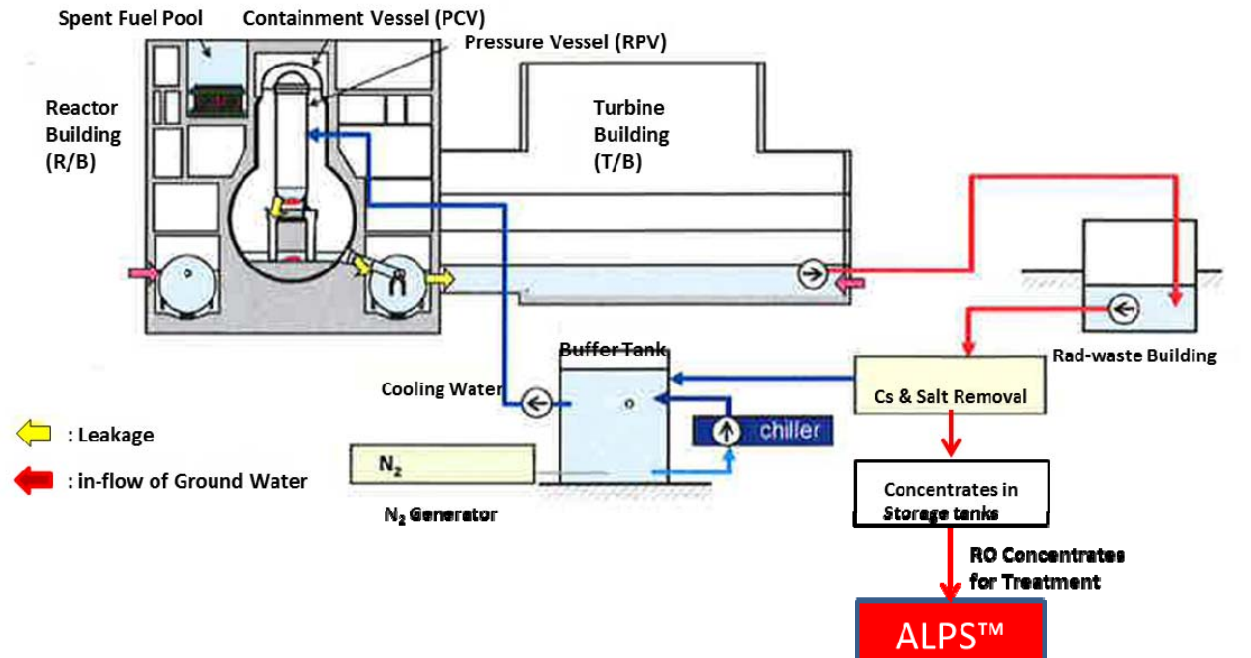 Spent Fuel Pool
Containment Vessel (PCV)
Pressure Vessel (RPV)
Reactor
Building
(R/B)
Turbine
Building
(T/B)
Buffer Tank
Cooling Water
Rad-waste Building
Cs & Salt Removal
chiller
: Leakage
: in-flow of Ground Water
N₂
N₂ Generator
Concentrates in
Storage tanks
RO Concentrates
for Treatment
ALPS™